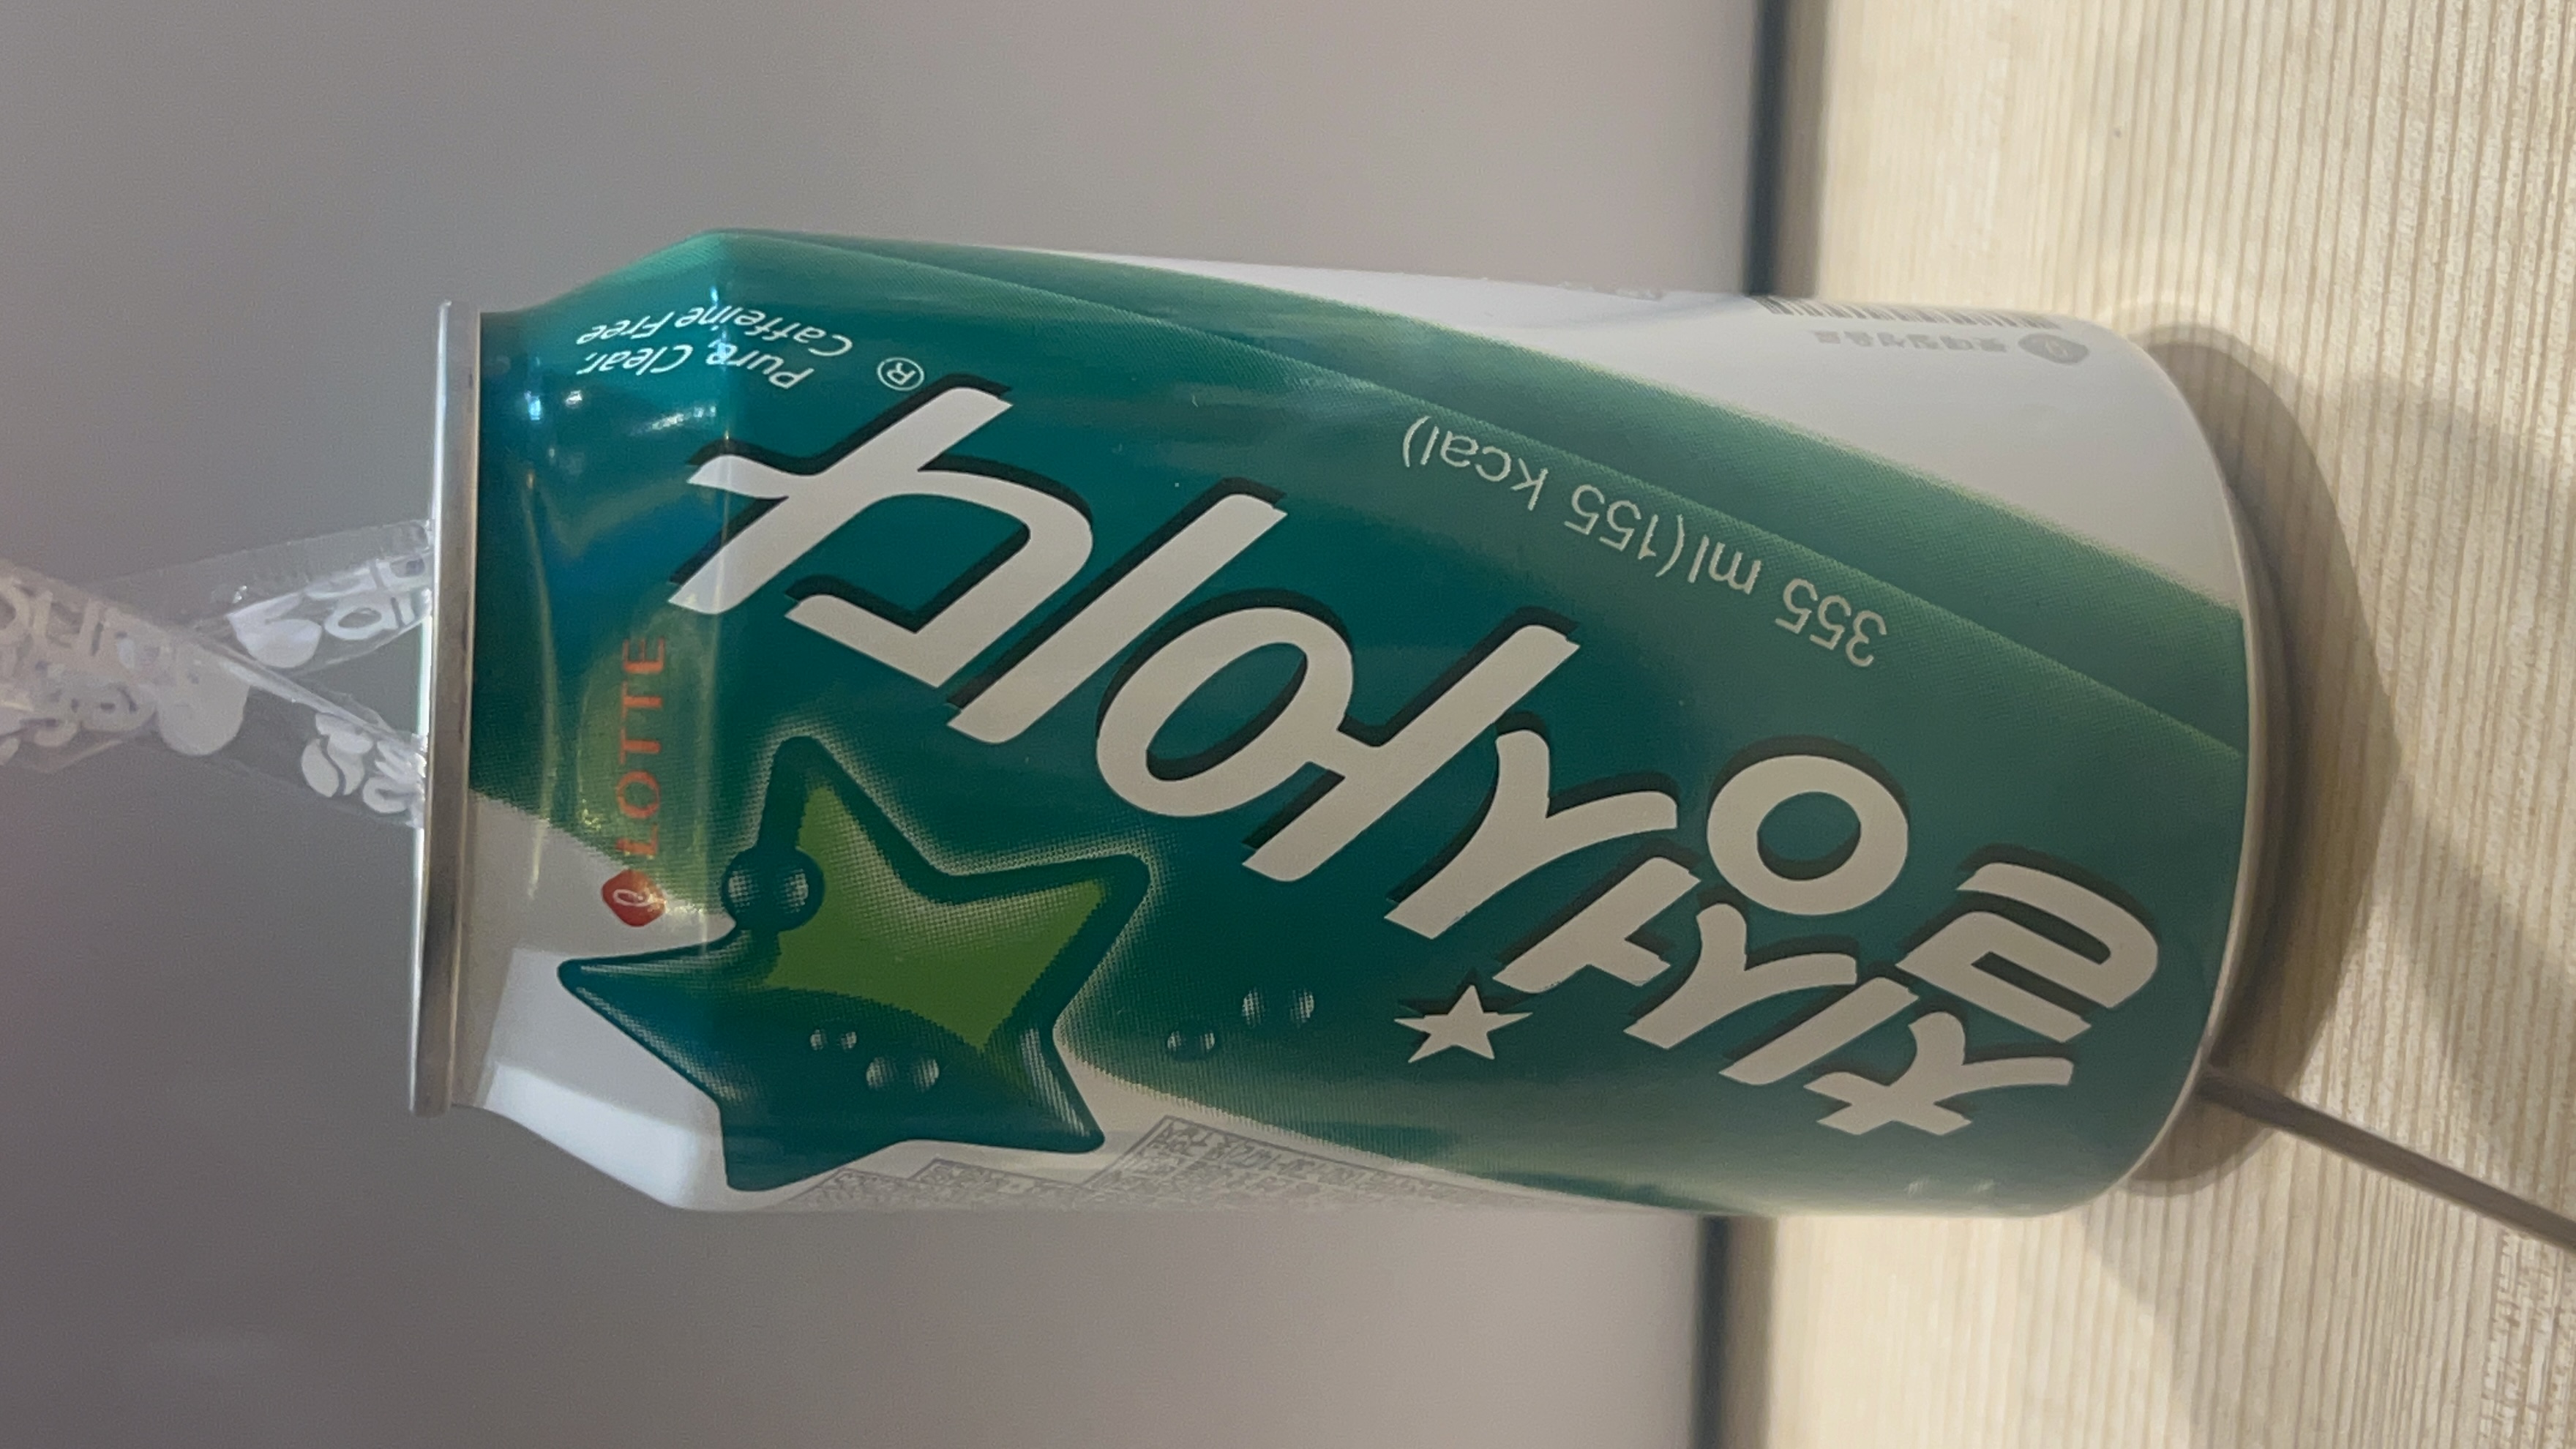 LOTTE
Pure, Clear,
Caffeine Free
칠성사이다®
355 ml(155 kcal)